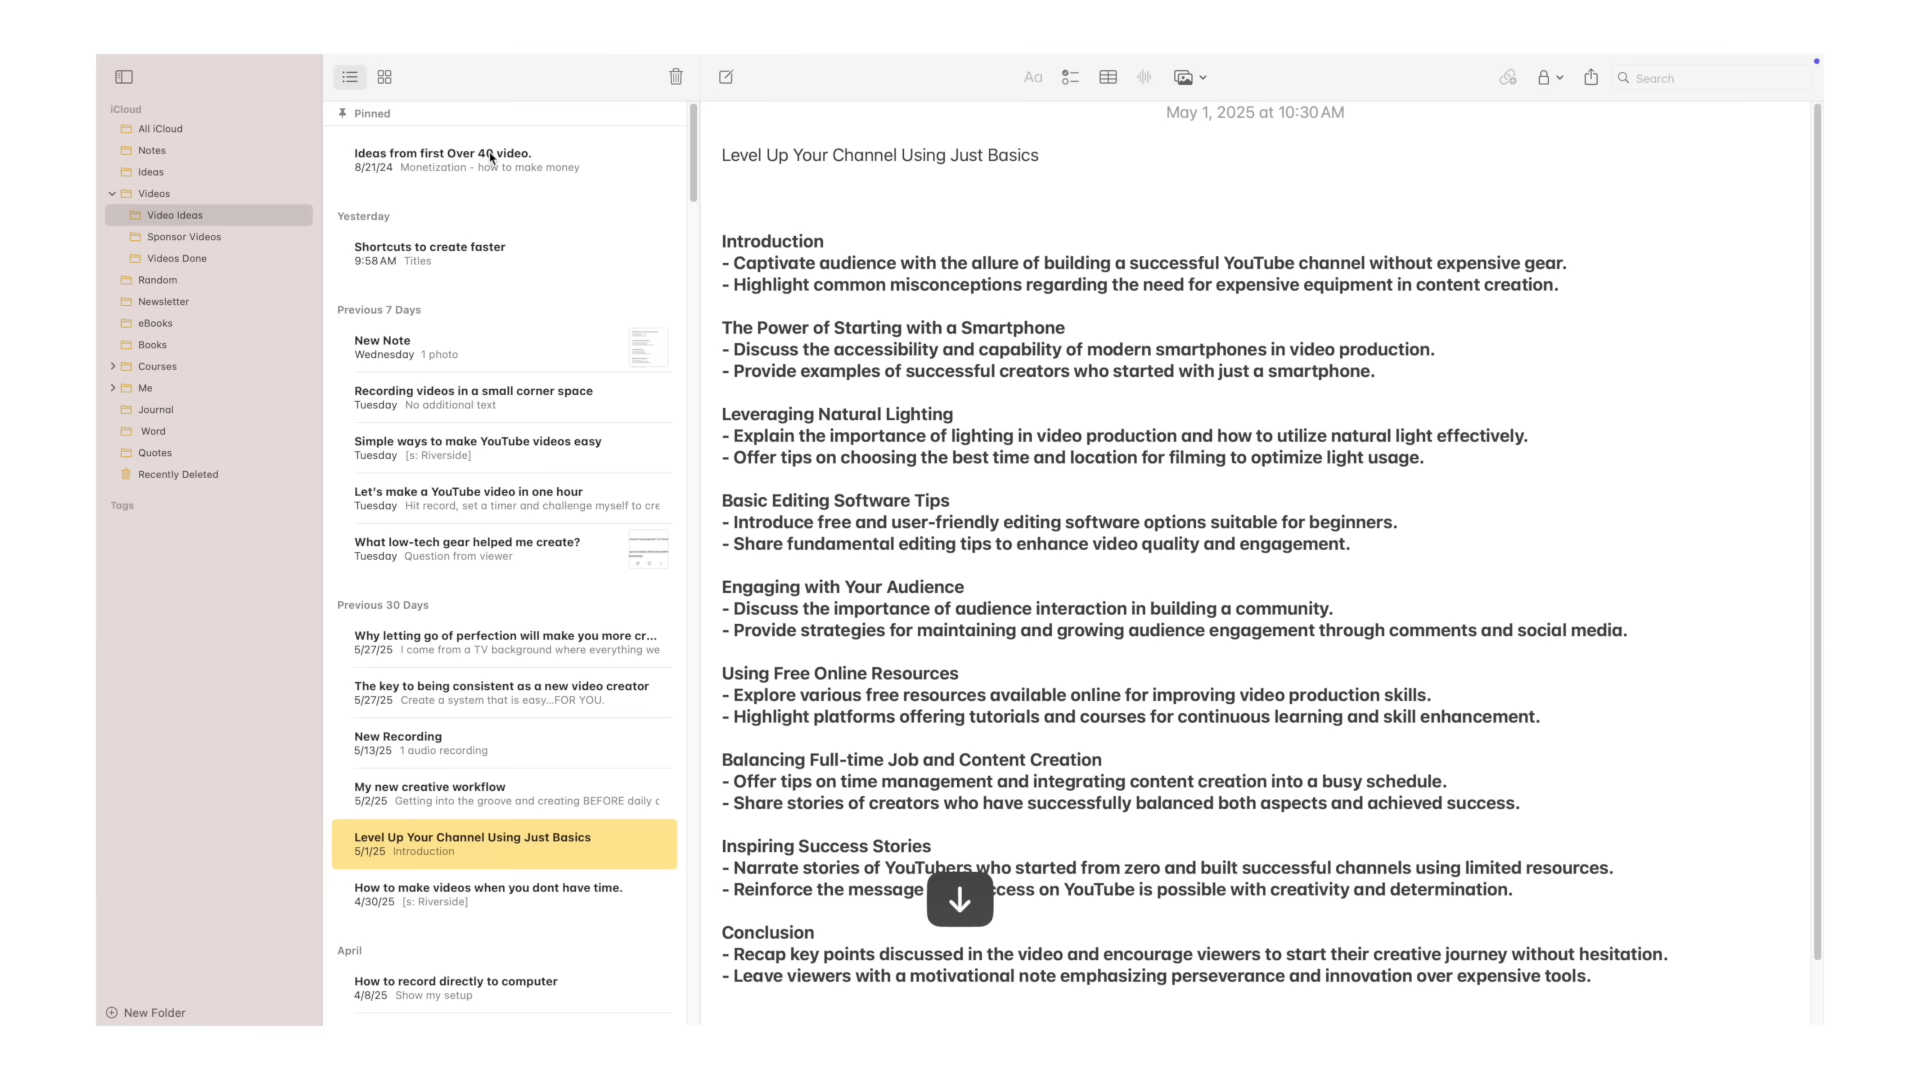 iCloud
All iCloud
Notes
Ideas
Videos
Video Ideas
Sponsor Videos
Videos Done
Random
Newsletter
eBooks
Books
Courses
Me
Journal
Word
Quotes
Recently Deleted
Tags
New Folder
Pinned
Ideas from first Over 40 video.
8/21/24 Monetization - how to make money
Yesterday
Shortcuts to create faster
9:58 AM Titles
Previous 7 Days
New Note
Wednesday 1 photo
Recording videos in a small corner space
Tuesday No additional text
Simple ways to make YouTube videos easy
Tuesday [s: Riverside]
Let's make a YouTube video in one hour
Tuesday Hit record, set a timer and challenge myself to cre
What low-tech gear helped me create?
Tuesday Question from viewer
Previous 30 Days
Why letting go of perfection will make you more cr...
5/27/25 I come from a TV background where everything we
The key to being consistent as a new video creator
5/27/25 Create a system that is easy...FOR YOU.
New Recording
5/13/25 1 audio recording
My new creative workflow
5/2/25 Getting into the groove and creating BEFORE daily c
Level Up Your Channel Using Just Basics
5/1/25 Introduction
How to make videos when you dont have time.
4/30/25 [s: Riverside]
April
How to record directly to computer
4/8/25 Show my setup
Aa
Search
May 1, 2025 at 10:30 AM
Level Up Your Channel Using Just Basics
Introduction
- Captivate audience with the allure of building a successful YouTube channel without expensive gear.
- Highlight common misconceptions regarding the need for expensive equipment in content creation.
The Power of Starting with a Smartphone
- Discuss the accessibility and capability of modern smartphones in video production.
- Provide examples of successful creators who started with just a smartphone.
Leveraging Natural Lighting
- Explain the importance of lighting in video production and how to utilize natural light effectively.
- Offer tips on choosing the best time and location for filming to optimize light usage.
Basic Editing Software Tips
- Introduce free and user-friendly editing software options suitable for beginners.
- Share fundamental editing tips to enhance video quality and engagement.
Engaging with Your Audience
- Discuss the importance of audience interaction in building a community.
- Provide strategies for maintaining and growing audience engagement through comments and social media.
Using Free Online Resources
- Explore various free resources available online for improving video production skills.
- Highlight platforms offering tutorials and courses for continuous learning and skill enhancement.
Balancing Full-time Job and Content Creation
- Offer tips on time management and integrating content creation into a busy schedule.
- Share stories of creators who have successfully balanced both aspects and achieved success.
Inspiring Success Stories
- Narrate stories of YouTubers who started from zero and built successful channels using limited resources.
- Reinforce the message cess on YouTube is possible with creativity and determination.
Conclusion
- Recap key points discussed in the video and encourage viewers to start their creative journey without hesitation.
- Leave viewers with a motivational note emphasizing perseverance and innovation over expensive tools.